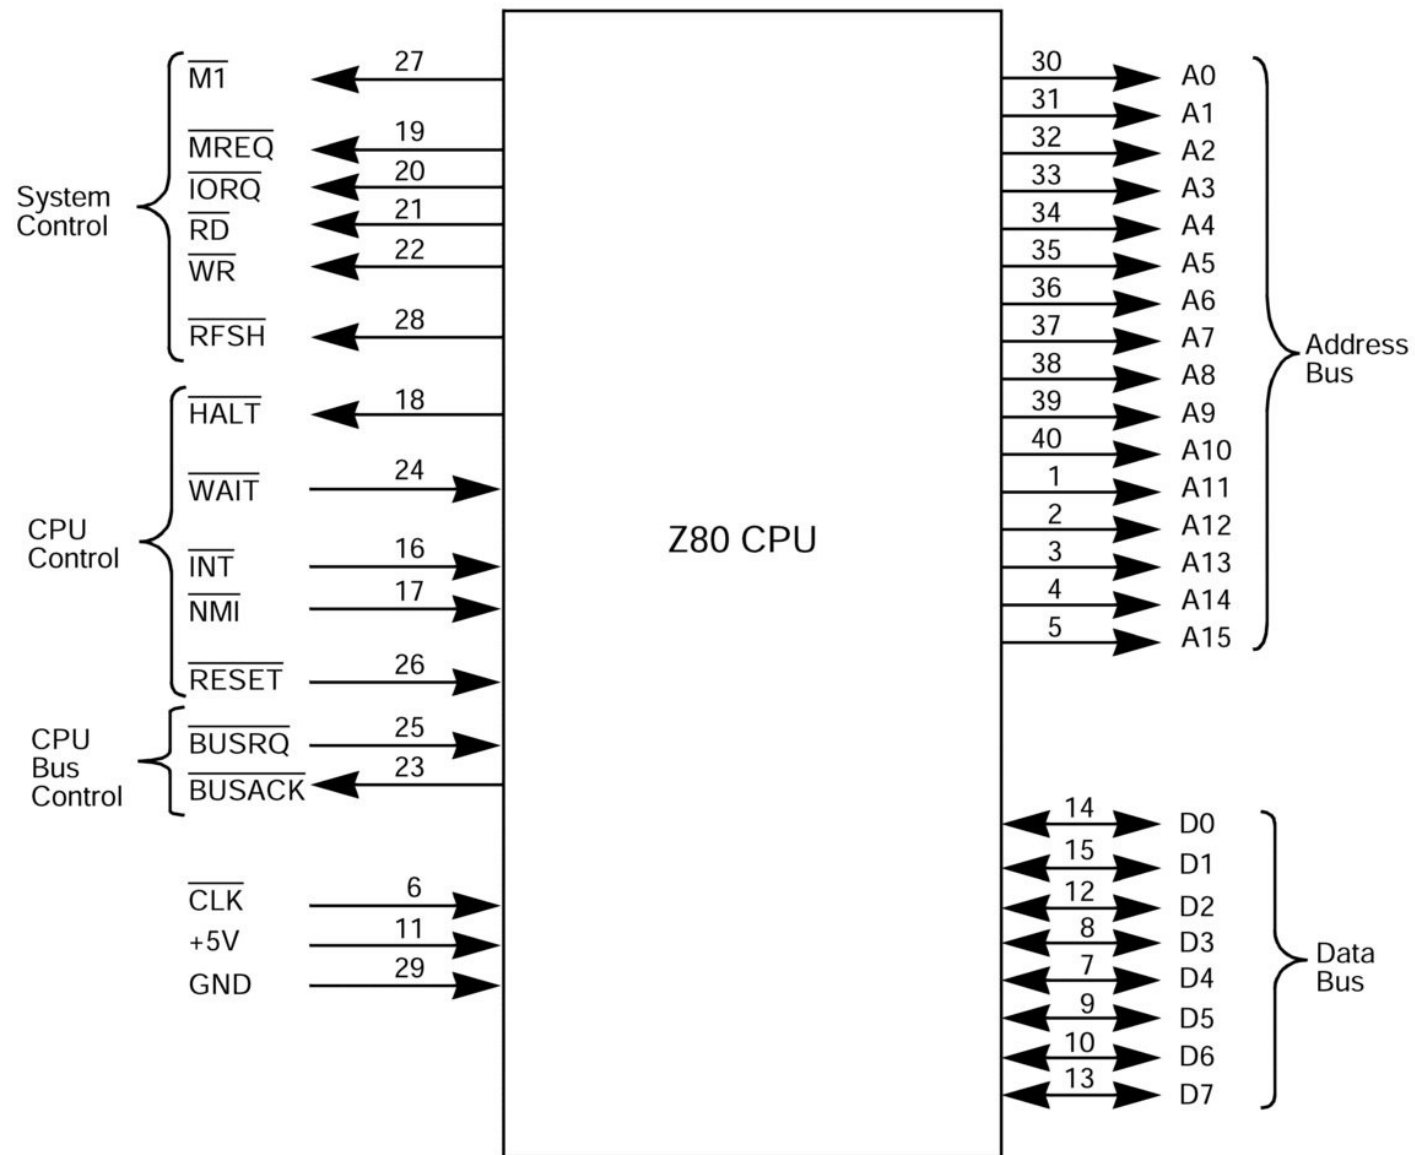 System
Control
M1 27
MREQ 19
IORQ 20
RD 21
WR 22
RFSH 28
CPU
Control
HALT 18
WAIT 24
INT 16
NMI 17
RESET 26
CPU
Bus
Control
BUSRQ 25
BUSACK 23
CLK 6
+5V 11
GND 29
Z80 CPU
30 A0
31 A1
32 A2
33 A3
34 A4
35 A5
36 A6
37 A7
38 A8
39 A9
40 A10
1 A11
2 A12
3 A13
4 A14
5 A15
Address
Bus
14 D0
15 D1
12 D2
8 D3
7 D4
9 D5
10 D6
13 D7
Data
Bus